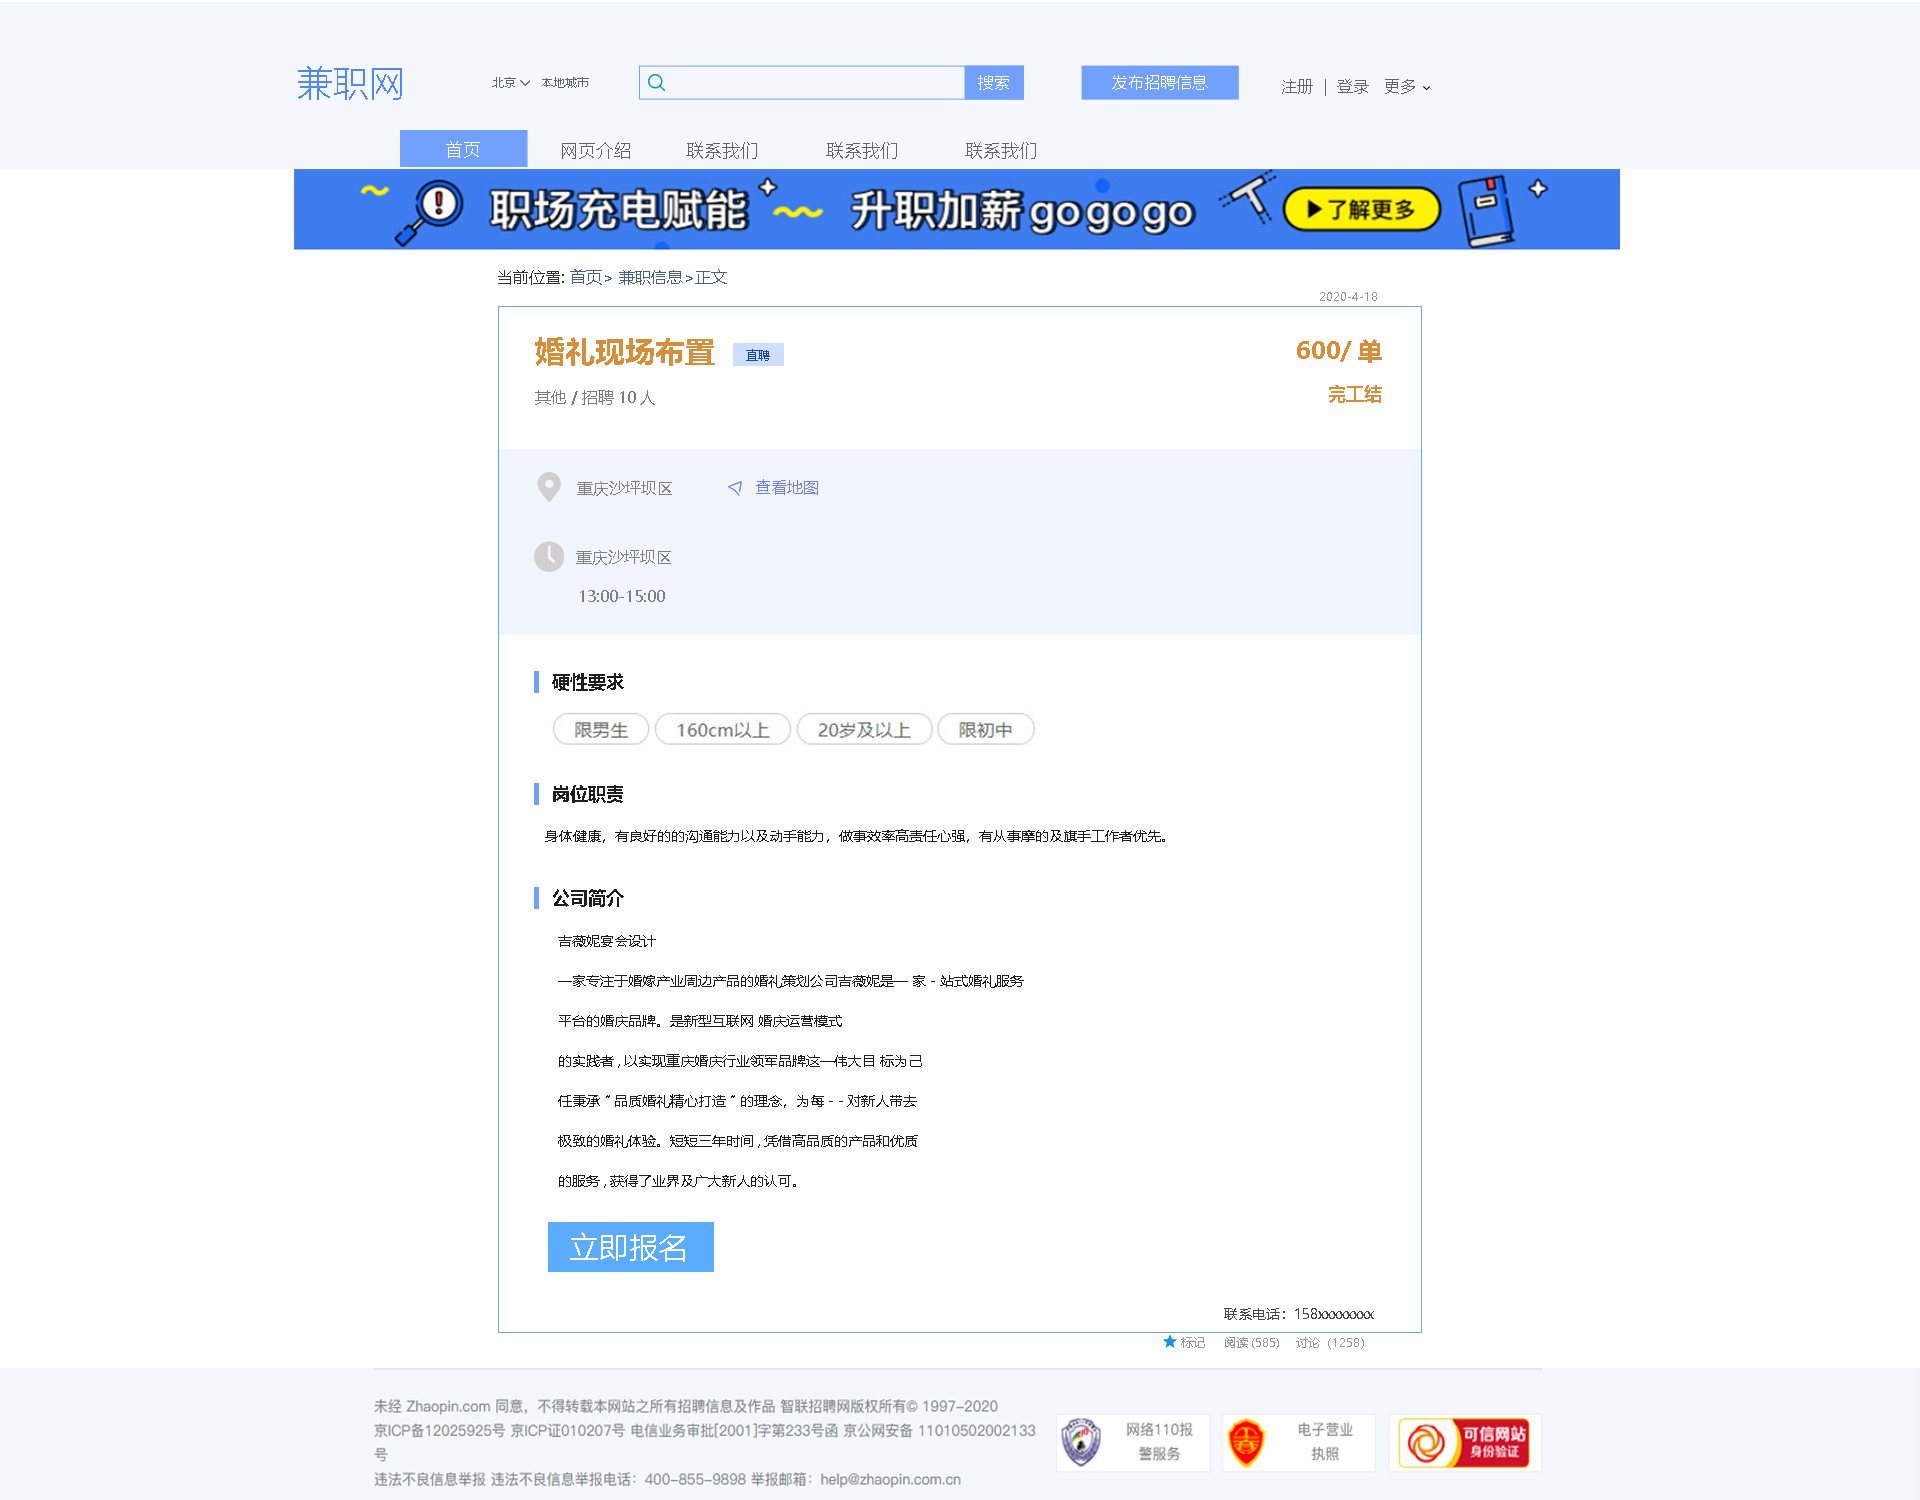 兼职网
北京 本地城市
搜索
发布招聘信息
注册 | 登录 更多
首页 网页介绍 联系我们 联系我们 联系我们
职场充电赋能 升职加薪gogogo 了解更多
当前位置: 首页> 兼职信息>正文
2020-4-18
婚礼现场布置 直聘 600/ 单
其他 / 招聘 10 人 完工结
重庆沙坪坝区 查看地图
重庆沙坪坝区
13:00-15:00
硬性要求
限男生 160cm以上 20岁及以上 限初中
岗位职责
身体健康，有良好的的沟通能力以及动手能力，做事效率高责任心强，有从事摩的及旗手工作者优先。
公司简介
吉薇妮宴会设计
一家专注于婚嫁产业周边产品的婚礼策划公司吉薇妮是一 家 - 站式婚礼服务
平台的婚庆品牌。是新型互联网 婚庆运营模式
的实践者 , 以实现重庆婚庆行业领军品牌这一伟大目 标为己
任秉承 " 品质婚礼精心打造 " 的理念，为每 - - 对新人带去
极致的婚礼体验。短短三年时间 , 凭借高品质的产品和优质
的服务 , 获得了业界及广大新人的认可。
立即报名
联系电话：158xxxxxxxx
标记 阅读 (585) 讨论 (1258)
未经 Zhaopin.com 同意，不得转载本网站之所有招聘信息及作品 智联招聘网版权所有© 1997-2020
京ICP备12025925号 京ICP证010207号 电信业务审批[2001]字第233号函 京公网安备 11010502002133
号
违法不良信息举报 违法不良信息举报电话：400-855-9898 举报邮箱：help@zhaopin.com.cn
网络110报
警服务
电子营业
执照
可信网站
身份验证